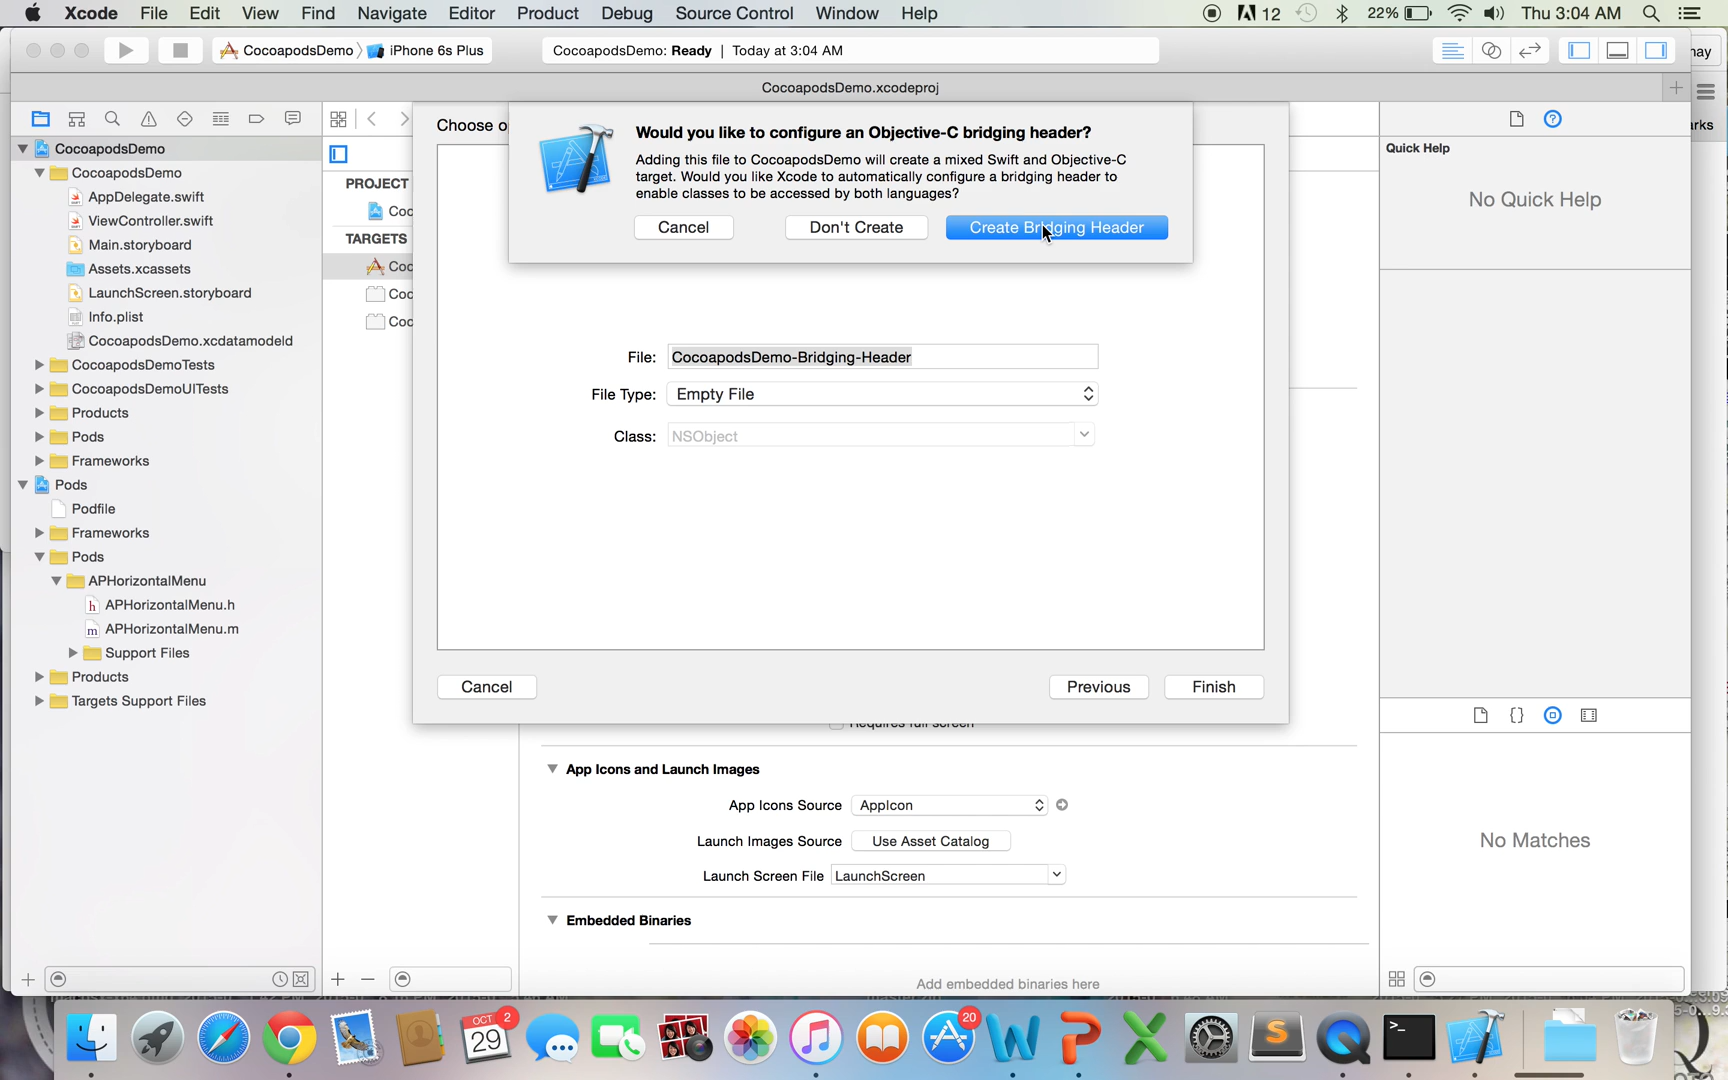 Xcode File Edit View Find Navigate Editor Product Debug Source Control Window Help 12 22% Thu 3:04 AM
CocoapodsDemo iPhone 6s Plus CocoapodsDemo: Ready | Today at 3:04 AM
CocoapodsDemo.xcodeproj
CocoapodsDemo
CocoapodsDemo
AppDelegate.swift
ViewController.swift
Main.storyboard
Assets.xcassets
LaunchScreen.storyboard
Info.plist
CocoapodsDemo.xcdatamodeld
CocoapodsDemoTests
CocoapodsDemoUITests
Products
Pods
Frameworks
Pods
Podfile
Frameworks
Pods
APHorizontalMenu
h APHorizontalMenu.h
m APHorizontalMenu.m
Support Files
Products
Targets Support Files
PROJECT
Coc
TARGETS
Coc
Coc
Coc
Choose o
Would you like to configure an Objective-C bridging header?
Adding this file to CocoapodsDemo will create a mixed Swift and Objective-C
target. Would you like Xcode to automatically configure a bridging header to
enable classes to be accessed by both languages?
Cancel Don't Create Create Bridging Header
File: CocoapodsDemo-Bridging-Header
File Type: Empty File
Class: NSObject
Cancel Previous Finish
Requires full screen
App Icons and Launch Images
App Icons Source AppIcon
Launch Images Source Use Asset Catalog
Launch Screen File LaunchScreen
Embedded Binaries
Add embedded binaries here
Quick Help
No Quick Help
No Matches
nay
arks
OCT
29
2
20